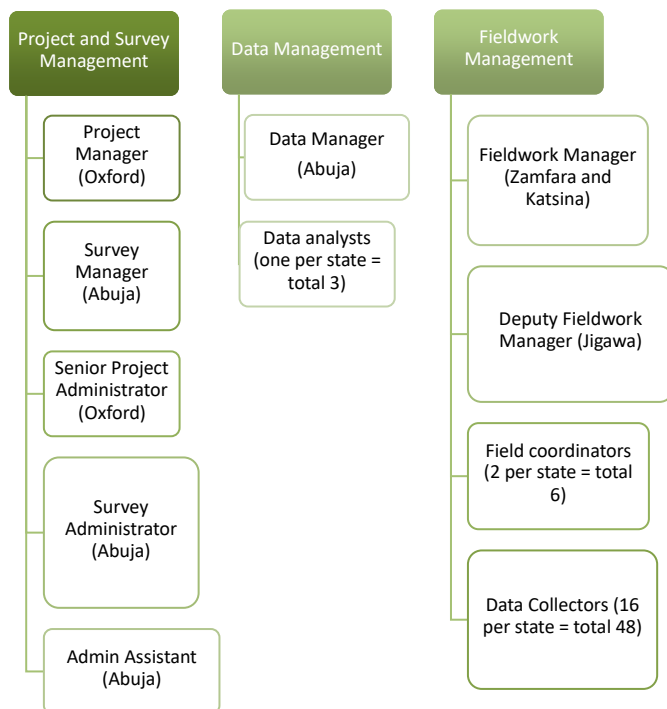 Project and Survey
Management
Project
Manager
(Oxford)
Survey
Manager
(Abuja)
Senior Project
Administrator
(Oxford)
Survey
Administrator
(Abuja)
Admin Assistant
(Abuja)
Data Management
Data Manager
(Abuja)
Data analysts
(one per state =
total 3)
Fieldwork
Management
Fieldwork Manager
(Zamfara and
Katsina)
Deputy Fieldwork
Manager (Jigawa)
Field coordinators
(2 per state = total
6)
Data Collectors (16
per state = total 48)